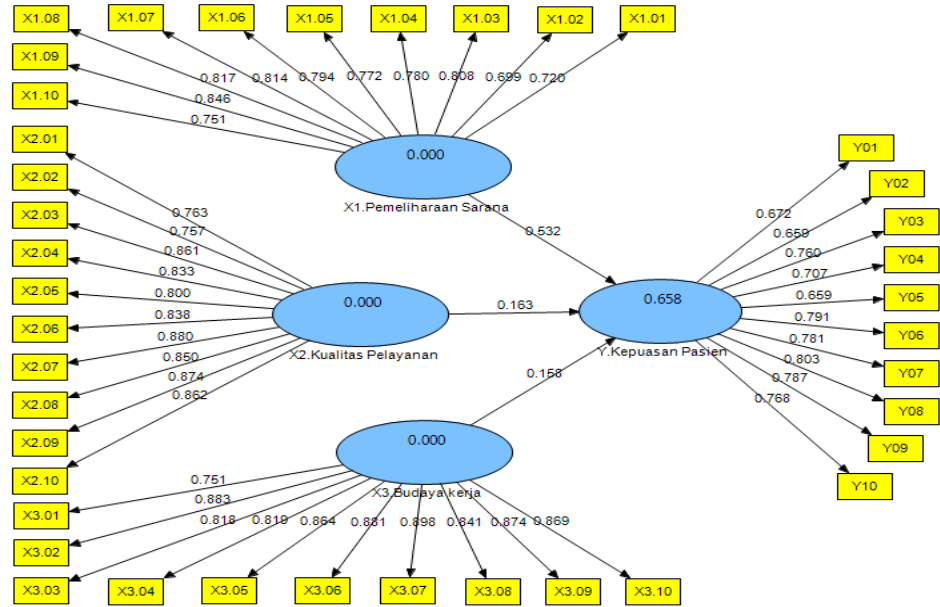 X1.08
X1.07
X1.06
X1.05
X1.04
X1.03
X1.02
X1.01
X1.09
X1.10
0.817
0.814
0.794
0.772
0.780
0.808
0.699
0.720
0.846
0.751
0.000
X1.Pemeliharaan Sarana
X2.01
X2.02
X2.03
X2.04
X2.05
X2.06
X2.07
X2.08
X2.09
X2.10
0.763
0.757
0.861
0.833
0.800
0.838
0.880
0.850
0.874
0.862
0.000
X2.Kualitas Pelayanan
0.532
0.163
0.158
0.658
Y.Kepuasan Pasien
Y01
Y02
Y03
Y04
Y05
Y06
Y07
Y08
Y09
Y10
0.672
0.659
0.760
0.707
0.659
0.791
0.781
0.803
0.787
0.768
0.000
X3.Budaya kerja
0.751
0.883
0.818
0.819
0.864
0.881
0.898
0.841
0.874
0.869
X3.01
X3.02
X3.03
X3.04
X3.05
X3.06
X3.07
X3.08
X3.09
X3.10